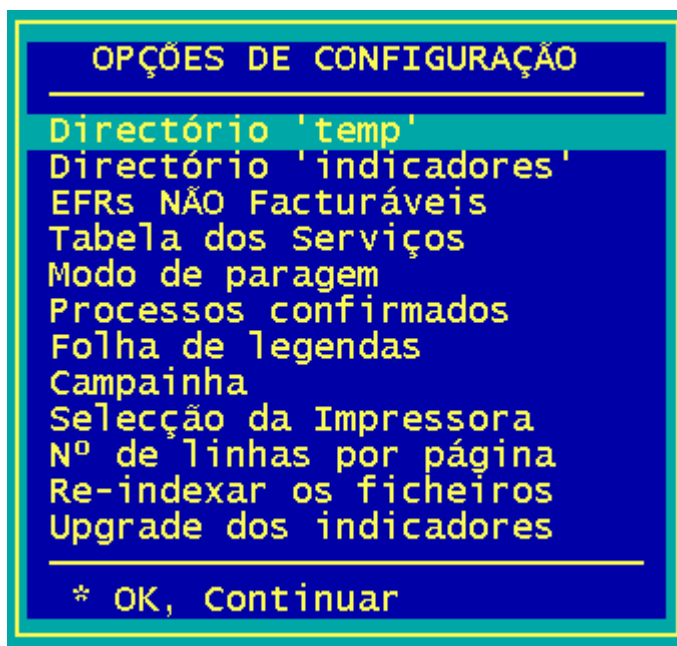 OPÇÕES DE CONFIGURAÇÃO
Directório 'temp'
Directório 'indicadores'
EFRs NÃO Facturáveis
Tabela dos Serviços
Modo de paragem
Processos confirmados
Folha de legendas
Campainha
Selecção da Impressora
Nº de linhas por página
Re-indexar os ficheiros
Upgrade dos indicadores
* OK, Continuar